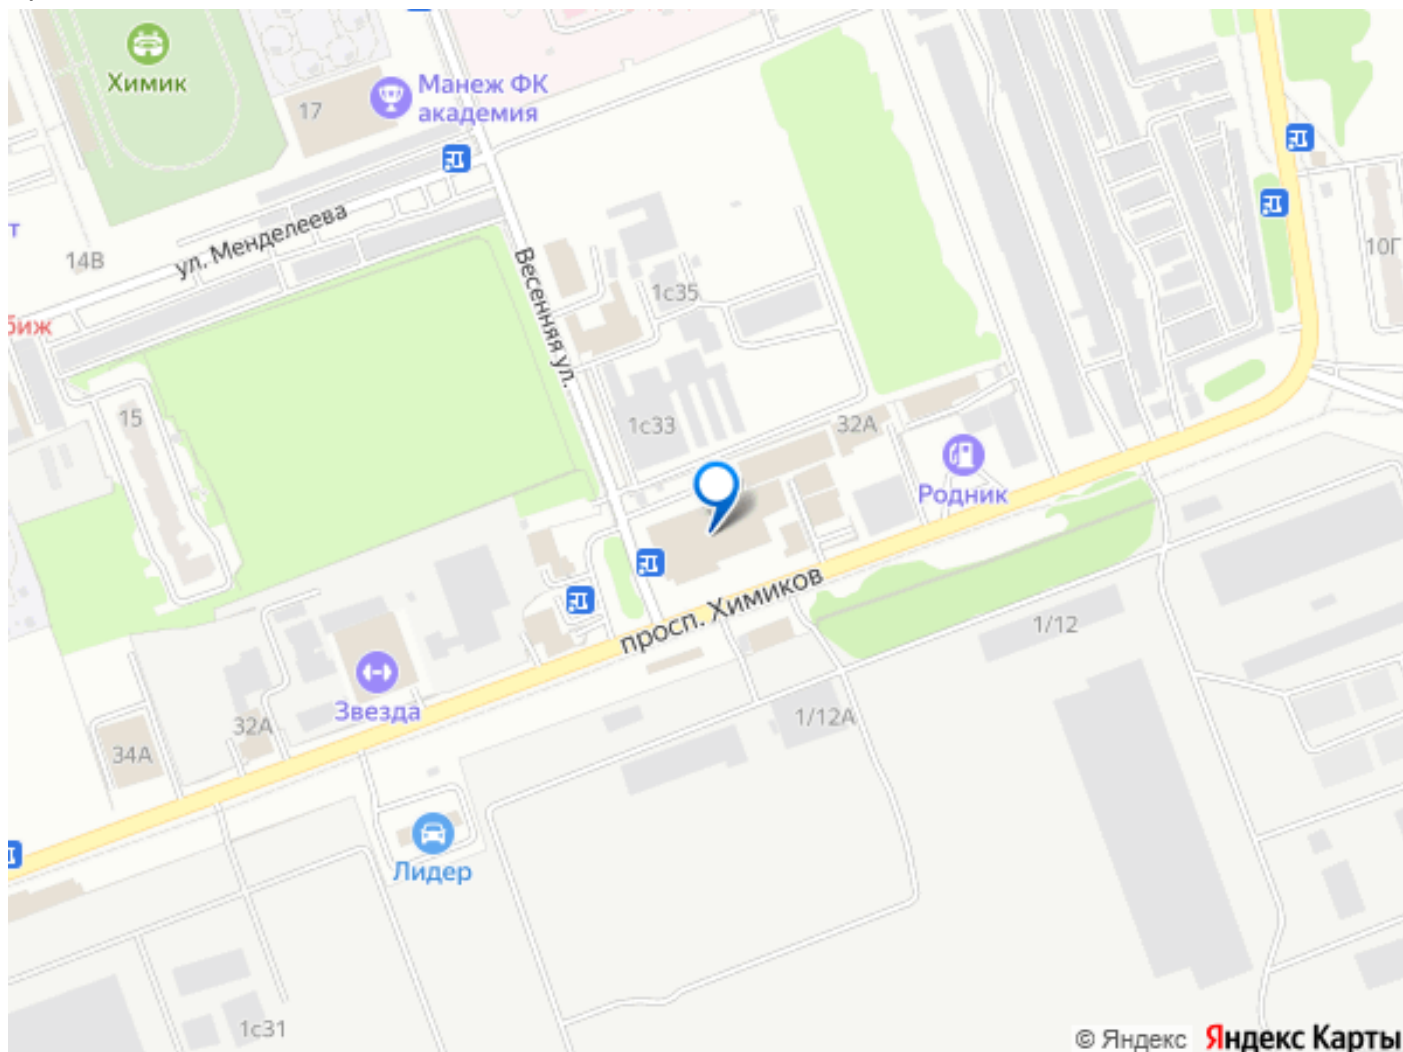 Химик
Манеж ФК
академия
17
ул. Менделеева
т
14В
биж
Весенняя ул.
1с35
10Г
15
1с33
32А
Родник
просп. Химиков
1/12
Звезда
32А
34А
1/12А
Лидер
1с31
© Яндекс Яндекс Карты